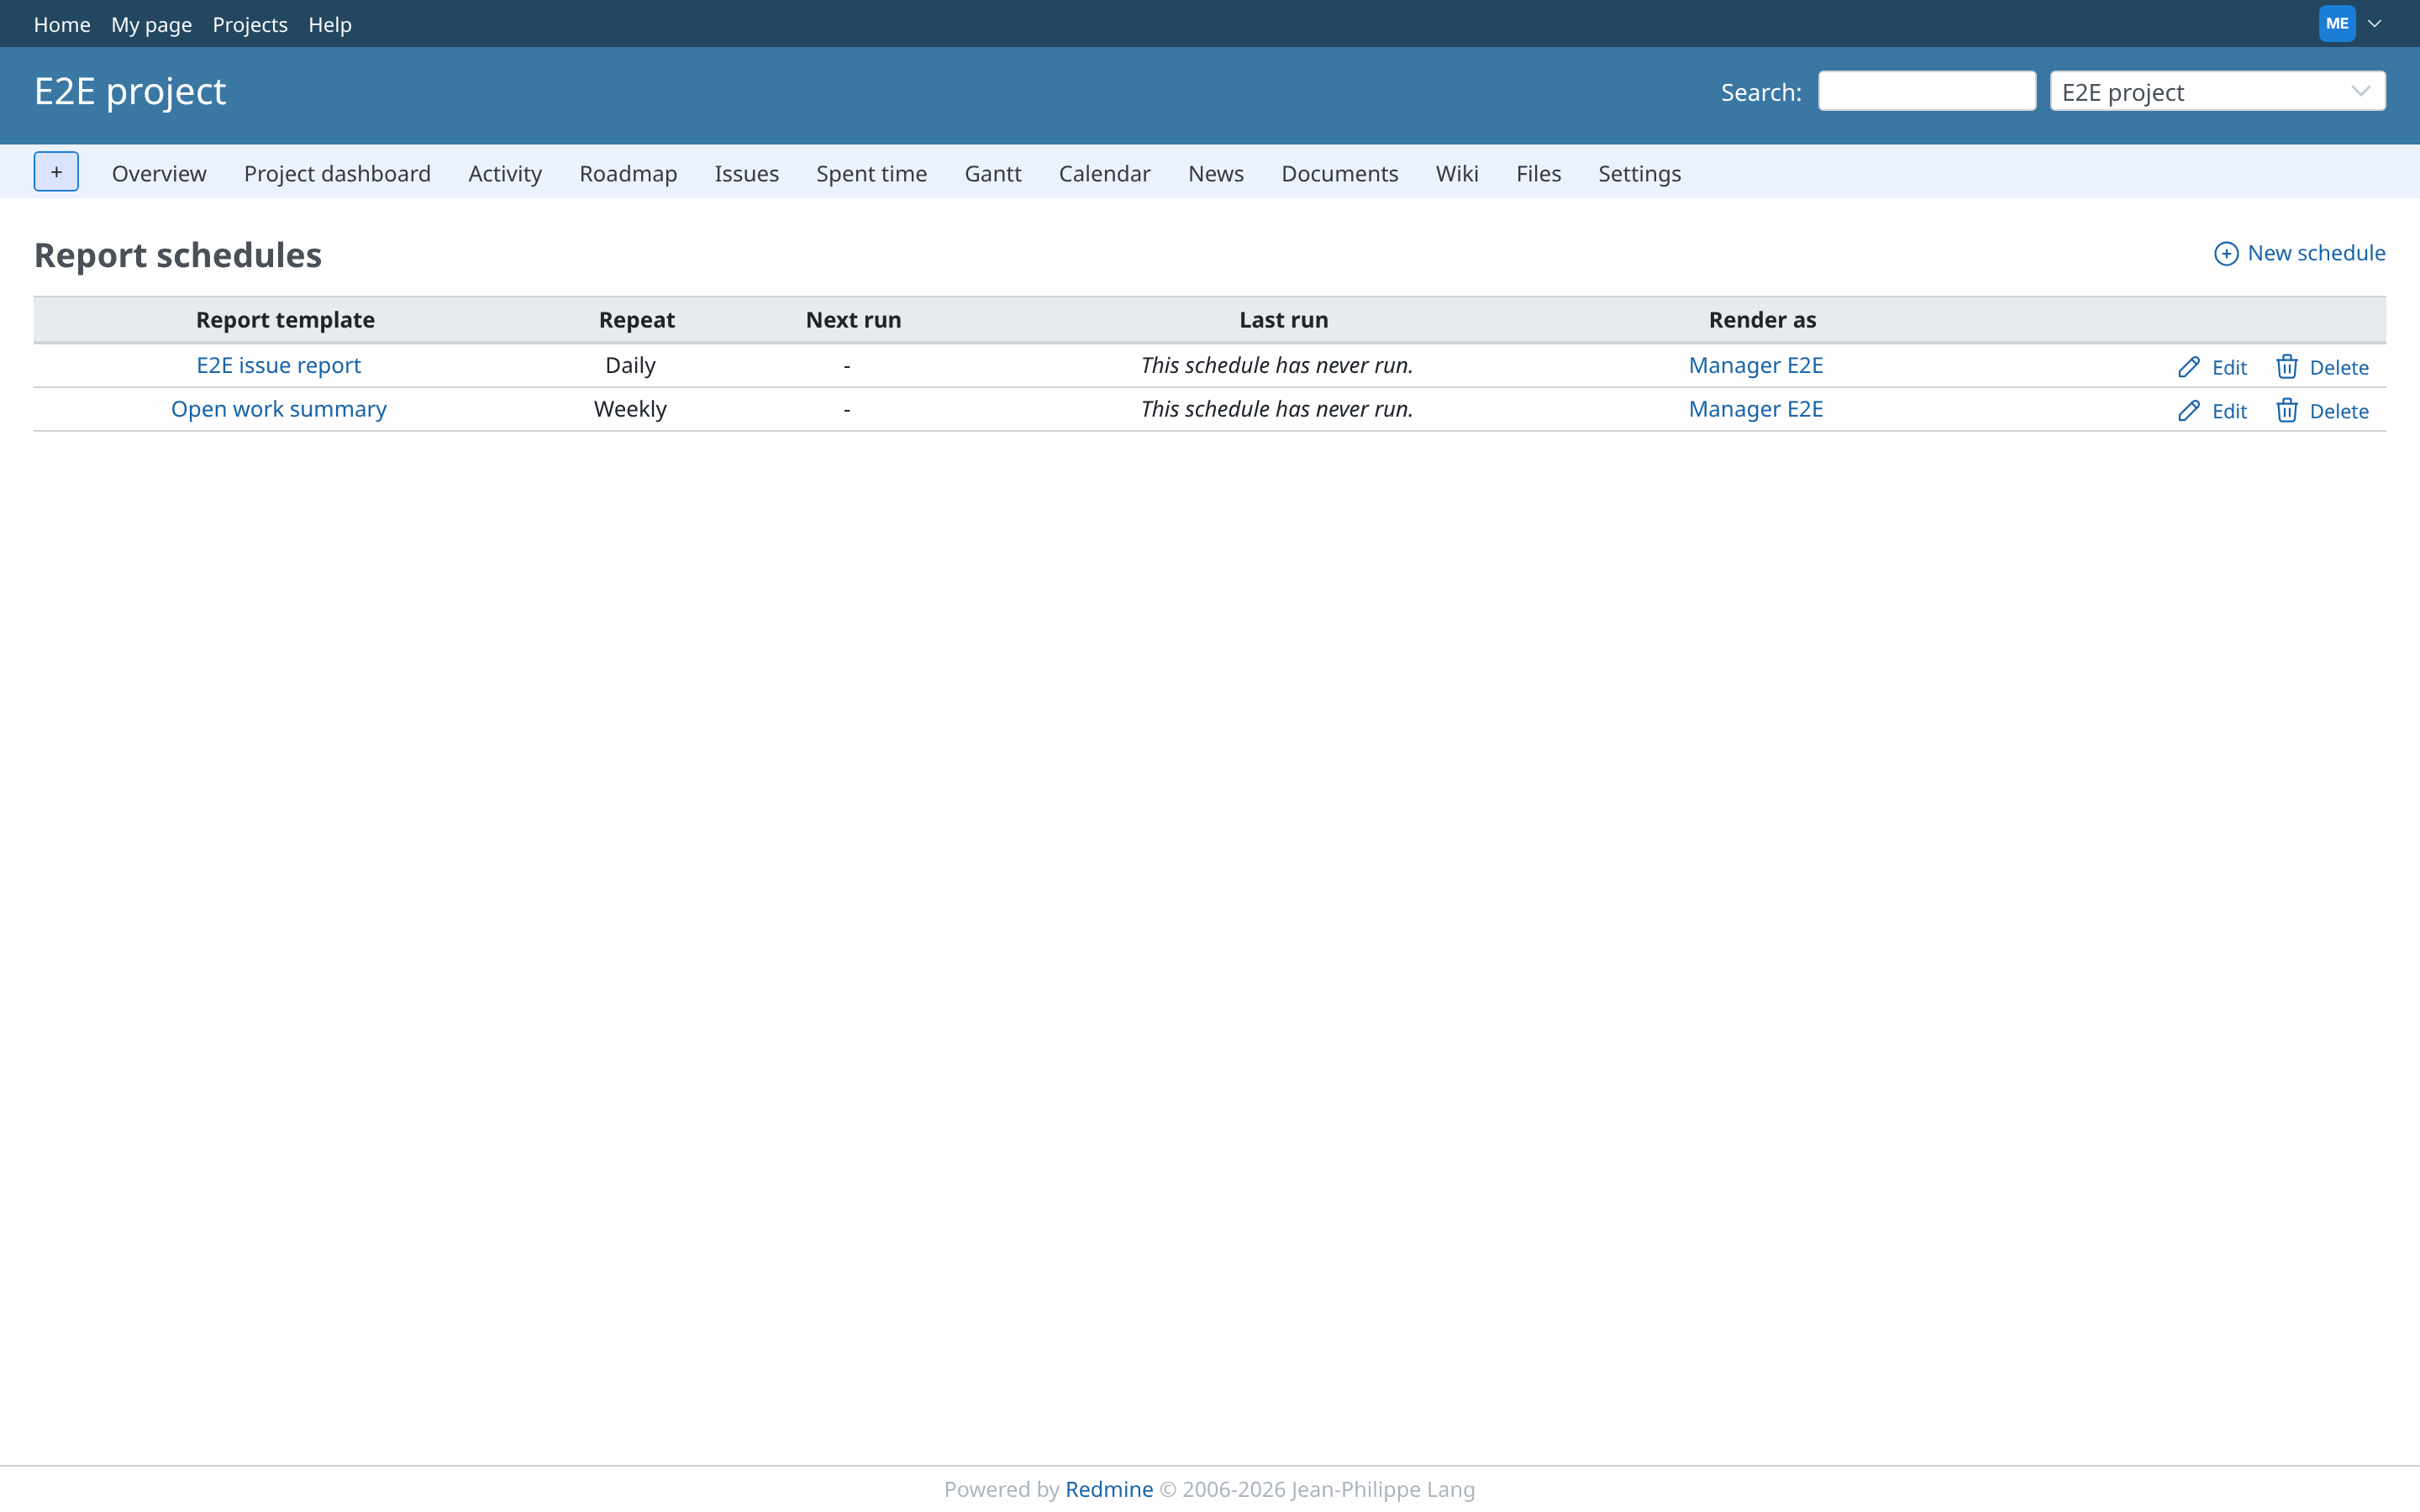 Home My page Projects Help ME
E2E project Search: E2E project
+ Overview Project dashboard Activity Roadmap Issues Spent time Gantt Calendar News Documents Wiki Files Settings
Report schedules New schedule
Report template Repeat Next run Last run Render as
E2E issue report Daily - This schedule has never run. Manager E2E Edit Delete
Open work summary Weekly - This schedule has never run. Manager E2E Edit Delete
Powered by Redmine © 2006-2026 Jean-Philippe Lang